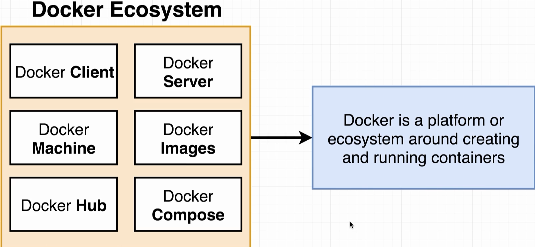 Docker Ecosystem
Docker Client
Docker
Server
Docker
Machine
Docker
Images
Docker Hub
Docker
Compose
Docker is a platform or
ecosystem around creating
and running containers